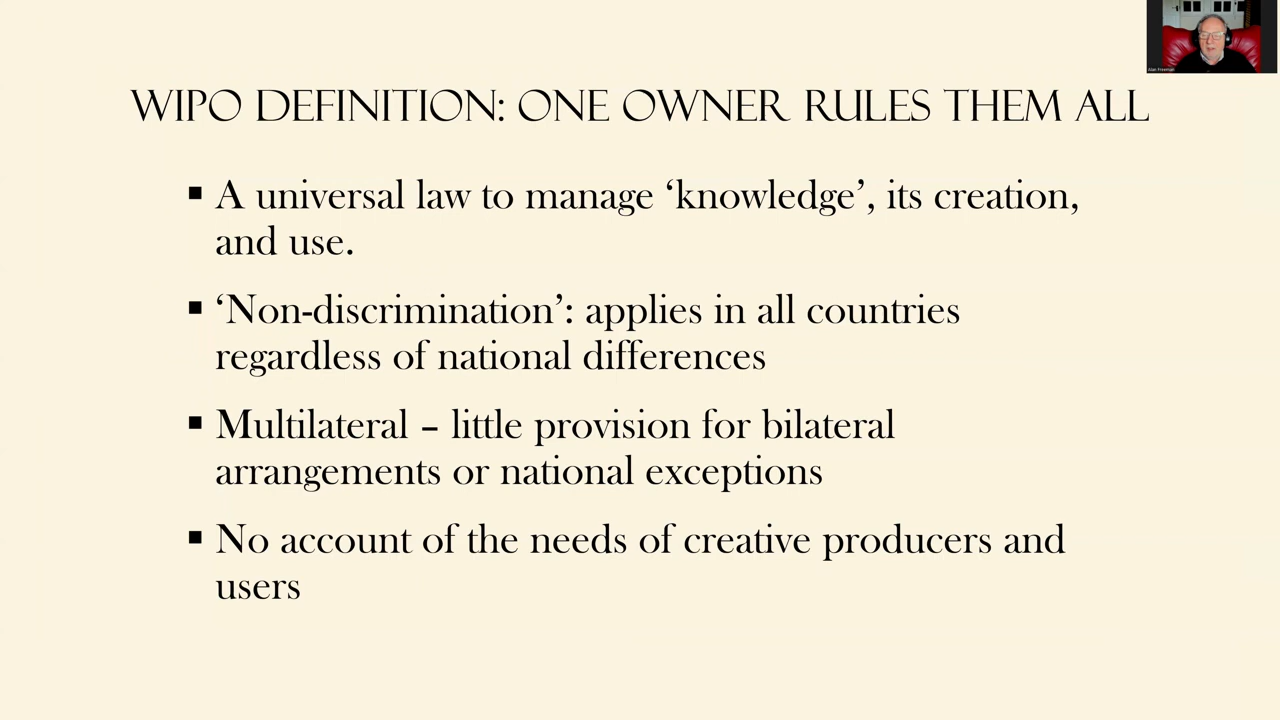 WIPO DEFINITION: ONE OWNER RULES THEM ALL
▪ A universal law to manage ‘knowledge’, its creation,
and use.
▪ ‘Non-discrimination’: applies in all countries
regardless of national differences
▪ Multilateral – little provision for bilateral
arrangements or national exceptions
▪ No account of the needs of creative producers and
users
Alan Freeman